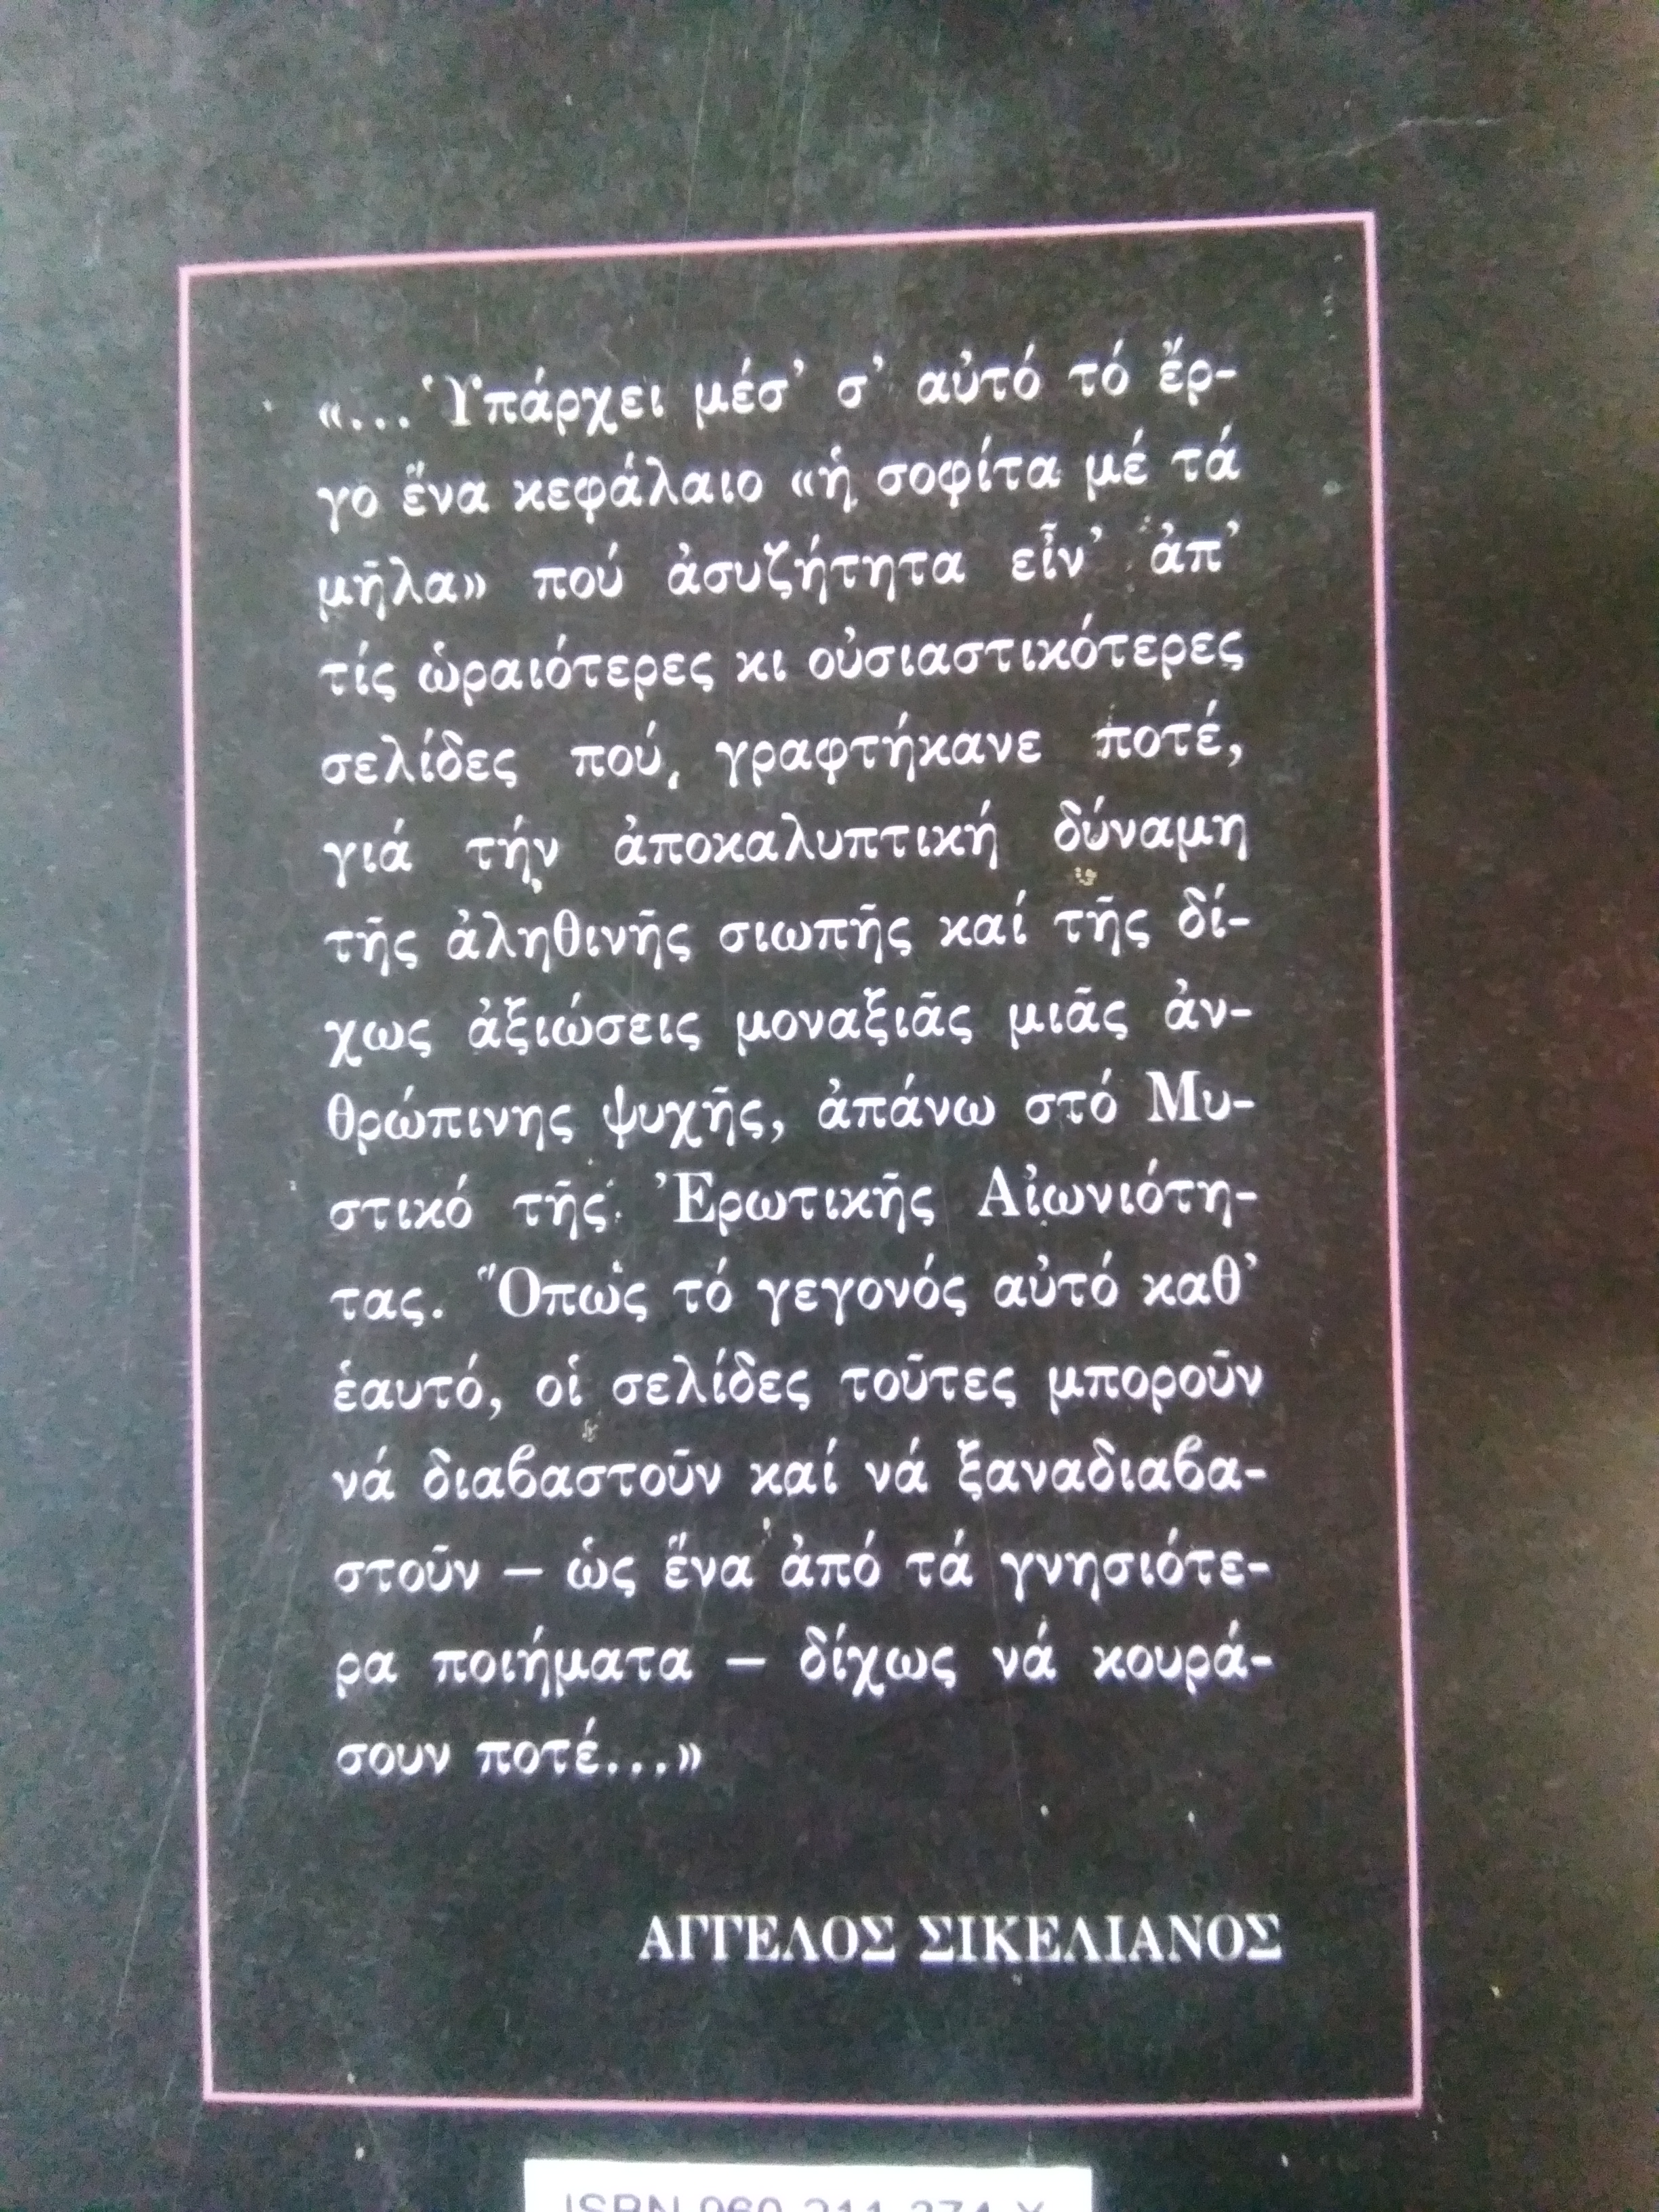 «... Ὑπάρχει μέσ’ σ’ αὐτό τό ἔρ-
γο ἕνα κεφάλαιο «ἡ σοφίτα μέ τά
μῆλα» πού ἀσυζήτητα εἶν’ ἀπ’
τίς ὡραιότερες κι οὐσιαστικότερες
σελίδες πού γραφτήκανε ποτέ,
γιά τήν ἀποκαλυπτική δύναμη
τῆς ἀληθινῆς σιωπῆς καί τῆς δί-
χως ἀξιώσεις μοναξιᾶς μιᾶς ἀν-
θρώπινης ψυχῆς, ἀπάνω στό Μυ-
στικό τῆς Ἐρωτικῆς Αἰωνιότη-
τας. Ὅπως τό γεγονός αὐτό καθ’
ἑαυτό, οἱ σελίδες τοῦτες μποροῦν
νά διαβαστοῦν καί νά ξαναδιαβα-
στοῦν – ὡς ἕνα ἀπό τά γνησιότε-
ρα ποιήματα – δίχως νά κουρά-
σουν ποτέ...»
ΑΓΓΕΛΟΣ ΣΙΚΕΛΙΑΝΟΣ
ISBN 960-211-374-X